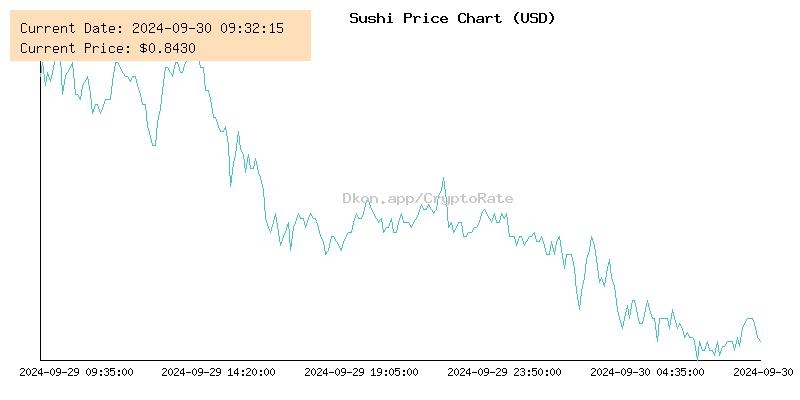 Sushi Price Chart (USD)
Current Date: 2024-09-30 09:32:15
Current Price: $0.8430
Dkon.app/CryptoRate
2024-09-29 09:35:00 2024-09-29 14:20:00 2024-09-29 19:05:00 2024-09-29 23:50:00 2024-09-30 04:35:00 2024-09-30